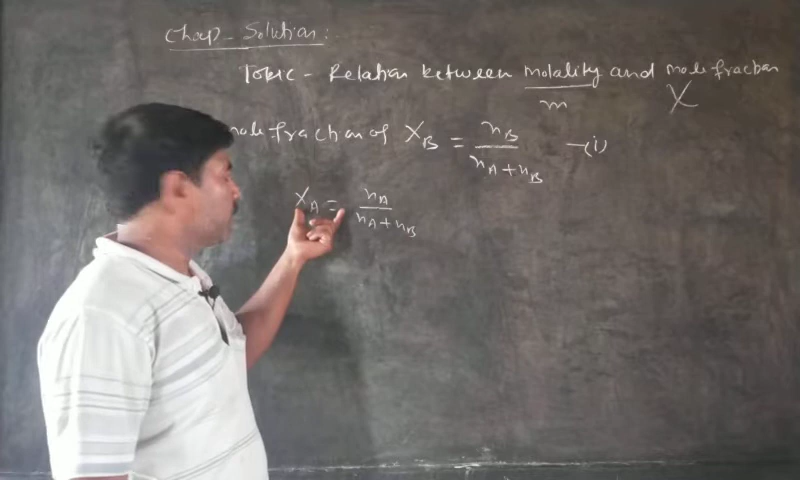 Chap - Solution :
Topic - Relation between molality and mole fraction
m X
mole fraction of X_B = n_B / n_A + n_B -(i)
X_A = n_A / n_A + n_B